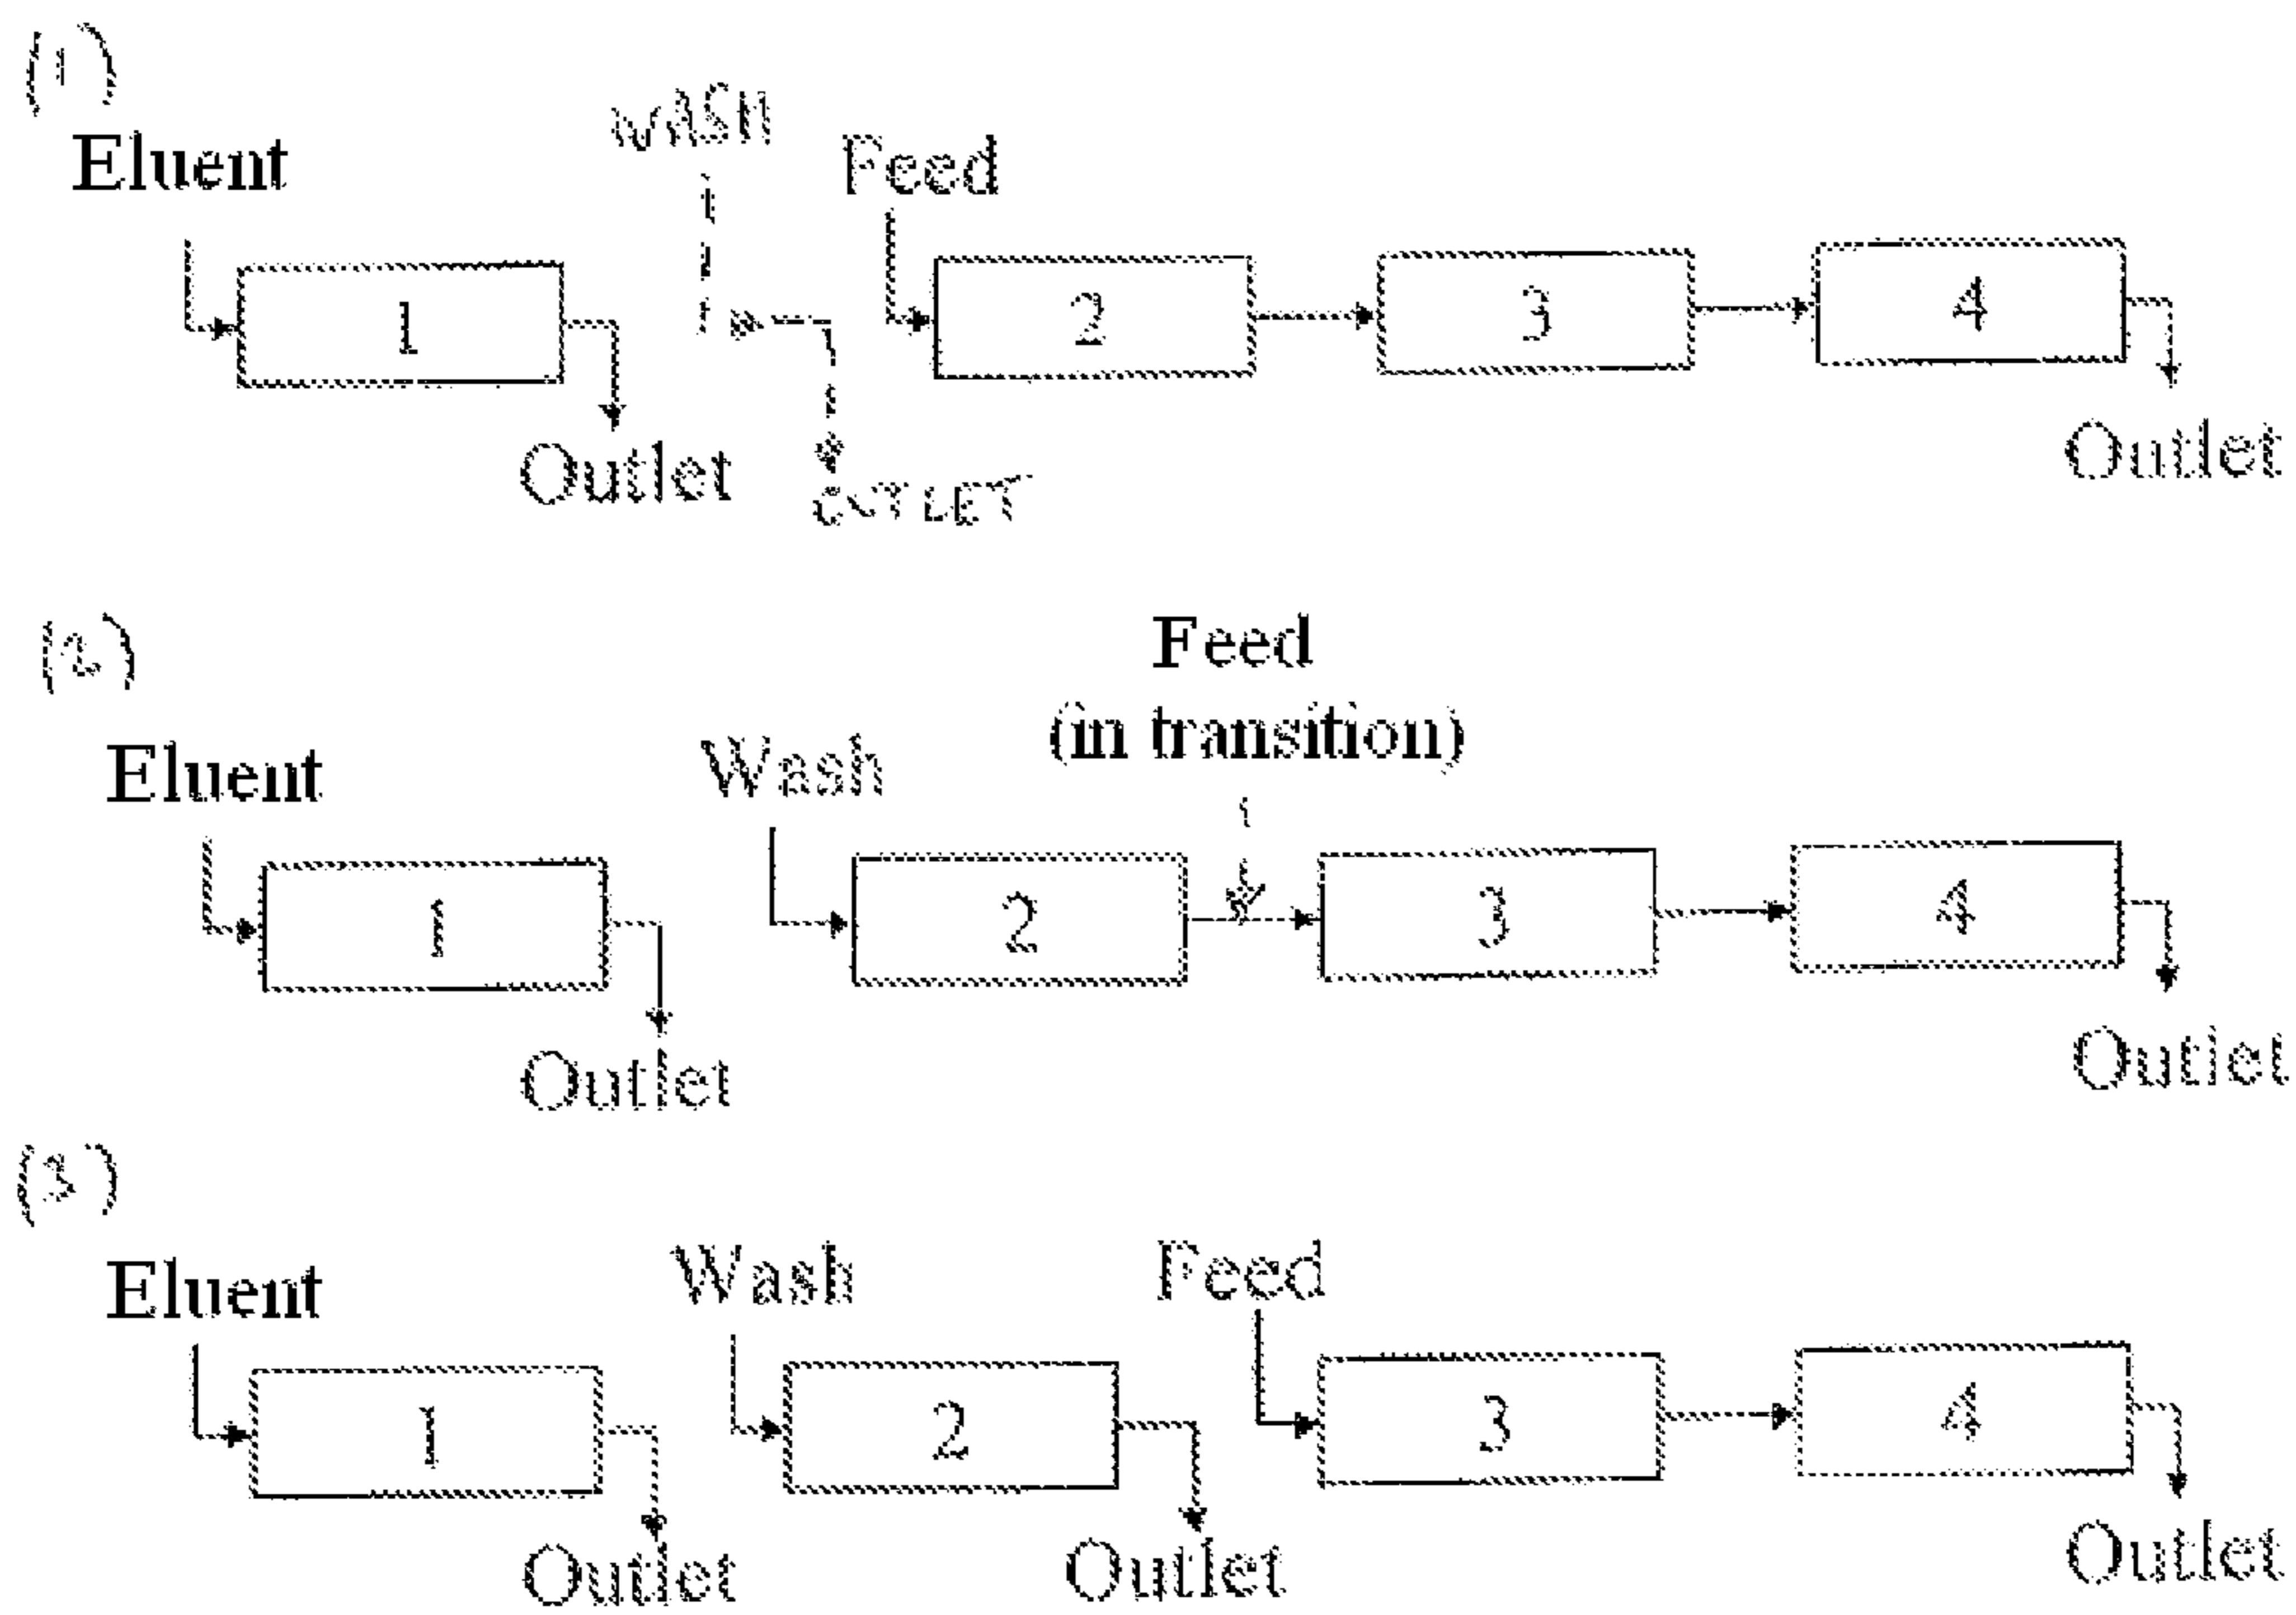 (1)
Eluent
WASH
Feed
1
2
3
4
Outlet
OUTLET
Outlet
(2)
Feed
(in transition)
Eluent
Wash
1
2
3
4
Outlet
Outlet
(3)
Eluent
Wash
Feed
1
2
3
4
Outlet
Outlet
Outlet